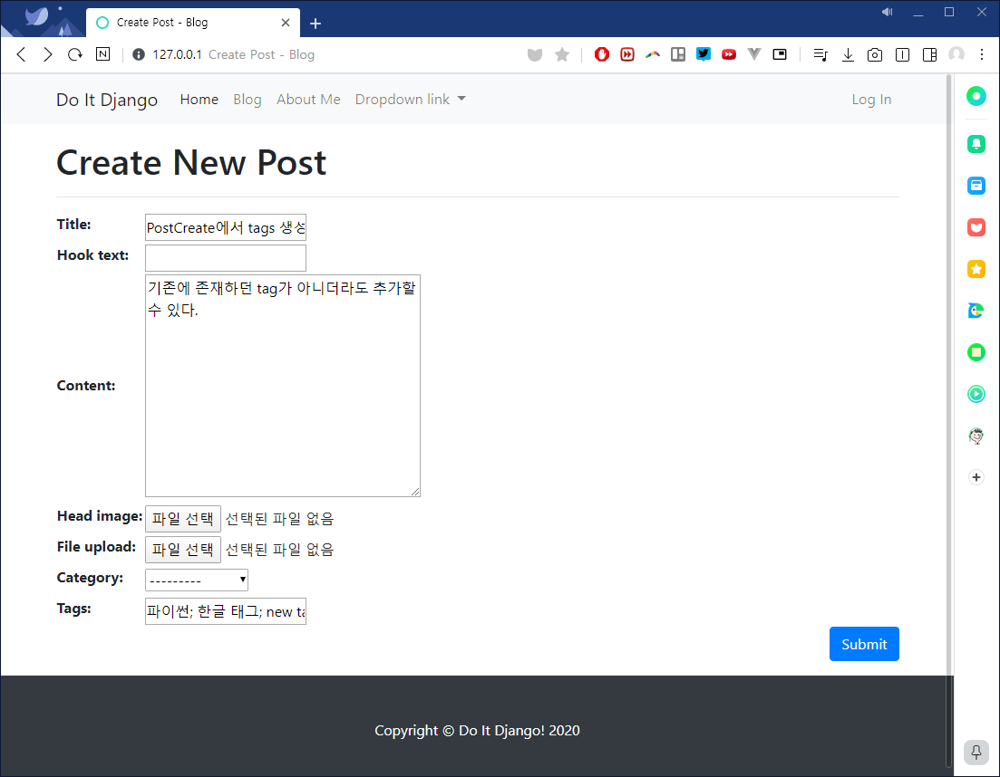 Create Post - Blog
127.0.0.1 Create Post - Blog
Do It Django Home Blog About Me Dropdown link Log In
Create New Post
Title: PostCreate에서 tags 생성
Hook text:
기존에 존재하던 tag가 아니더라도 추가할
수 있다.
Content:
Head image: 파일 선택 선택된 파일 없음
File upload: 파일 선택 선택된 파일 없음
Category: ---------
Tags: 파이썬; 한글 태그; new ta
Submit
Copyright © Do It Django! 2020